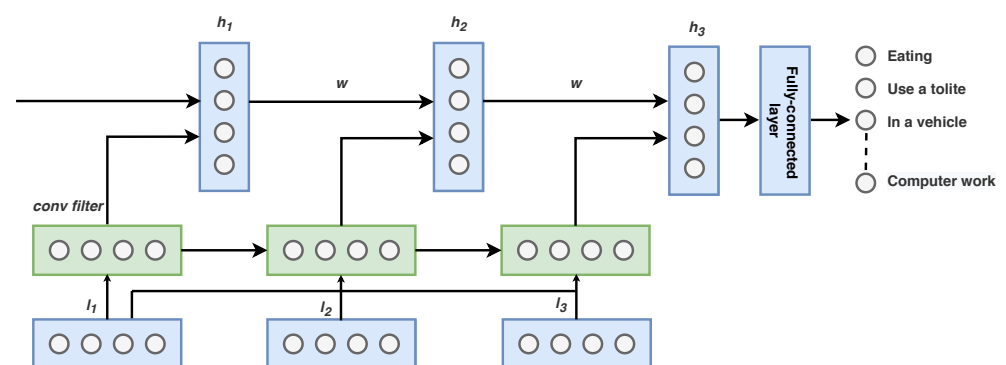 h1
h2
h3
w
w
Fully-connected
layer
Eating
Use a tolite
In a vehicle
Computer work
conv filter
l1
l2
l3